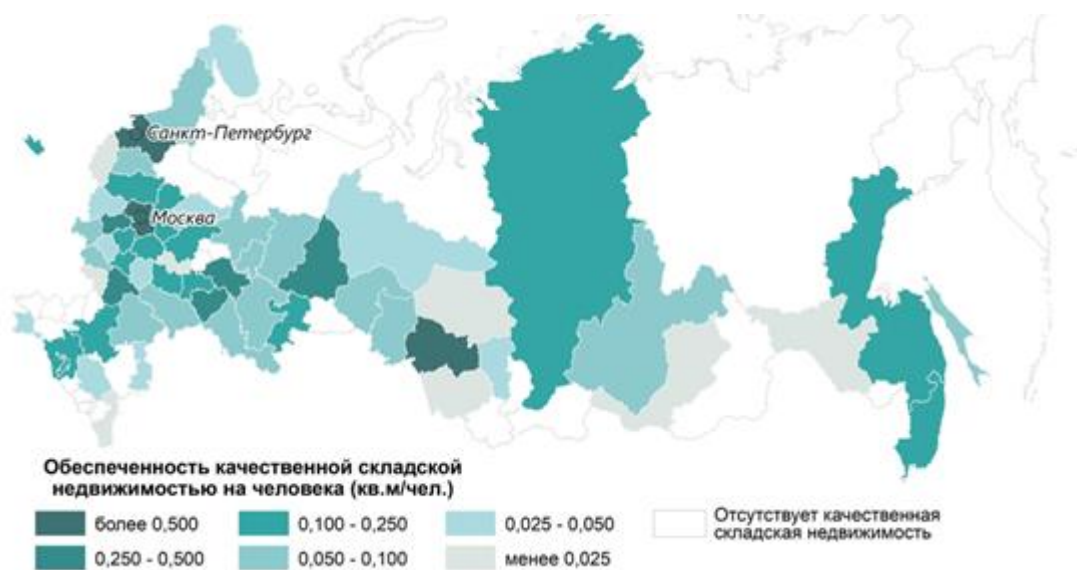 Санкт-Петербург
Москва
Обеспеченность качественной складской
недвижимостью на человека (кв.м/чел.)
более 0,500
0,100 - 0,250
0,025 - 0,050
Отсутствует качественная
складская недвижимость
0,250 - 0,500
0,050 - 0,100
менее 0,025